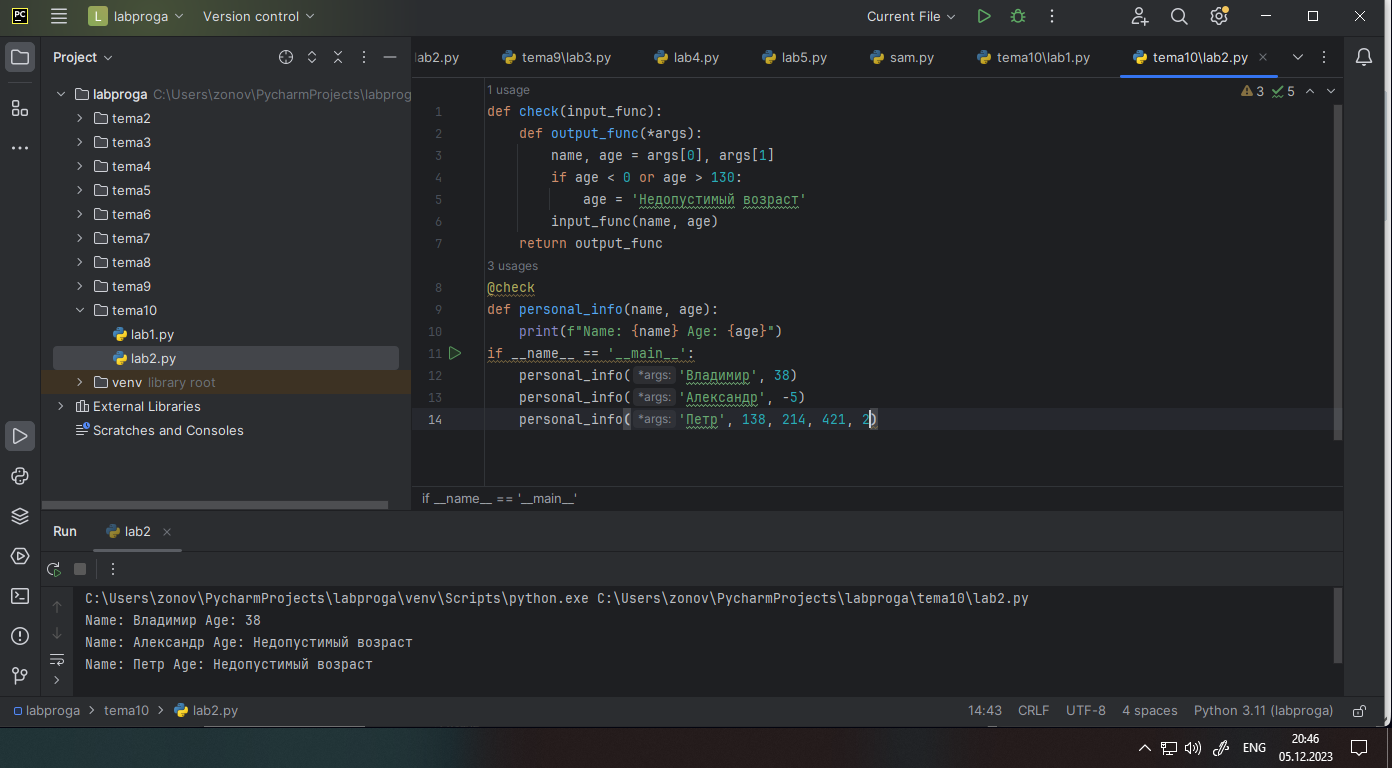 PC L labproga Version control Current File
Project
labproga C:\Users\zonov\PycharmProjects\labprog
tema2
tema3
tema4
tema5
tema6
tema7
tema8
tema9
tema10
lab1.py
lab2.py
venv library root
External Libraries
Scratches and Consoles
lab2.py tema9\lab3.py lab4.py lab5.py sam.py tema10\lab1.py tema10\lab2.py
1 usage 3 5
1 def check(input_func):
2 def output_func(*args):
3 name, age = args[0], args[1]
4 if age < 0 or age > 130:
5 age = 'Недопустимый возраст'
6 input_func(name, age)
7 return output_func
3 usages
8 @check
9 def personal_info(name, age):
10 print(f"Name: {name} Age: {age}")
11 if __name__ == '__main__':
12 personal_info( *args: 'Владимир', 38)
13 personal_info( *args: 'Александр', -5)
14 personal_info( *args: 'Петр', 138, 214, 421, 2)
if __name__ == '__main__'
Run lab2
C:\Users\zonov\PycharmProjects\labproga\venv\Scripts\python.exe C:\Users\zonov\PycharmProjects\labproga\tema10\lab2.py
Name: Владимир Age: 38
Name: Александр Age: Недопустимый возраст
Name: Петр Age: Недопустимый возраст
labproga > tema10 > lab2.py 14:43 CRLF UTF-8 4 spaces Python 3.11 (labproga)
ENG 20:46
05.12.2023